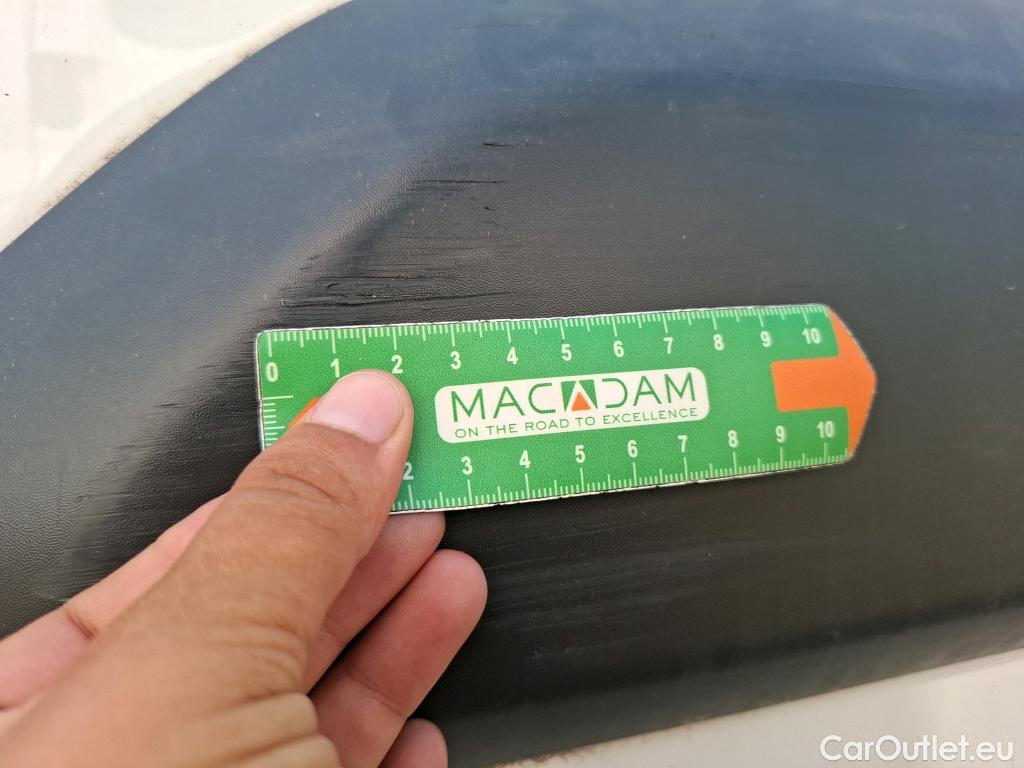 0 1 2 3 4 5 6 7 8 9 10
MACADAM
ON THE ROAD TO EXCELLENCE
2 3 4 5 6 7 8 9 10
CarOutlet.eu